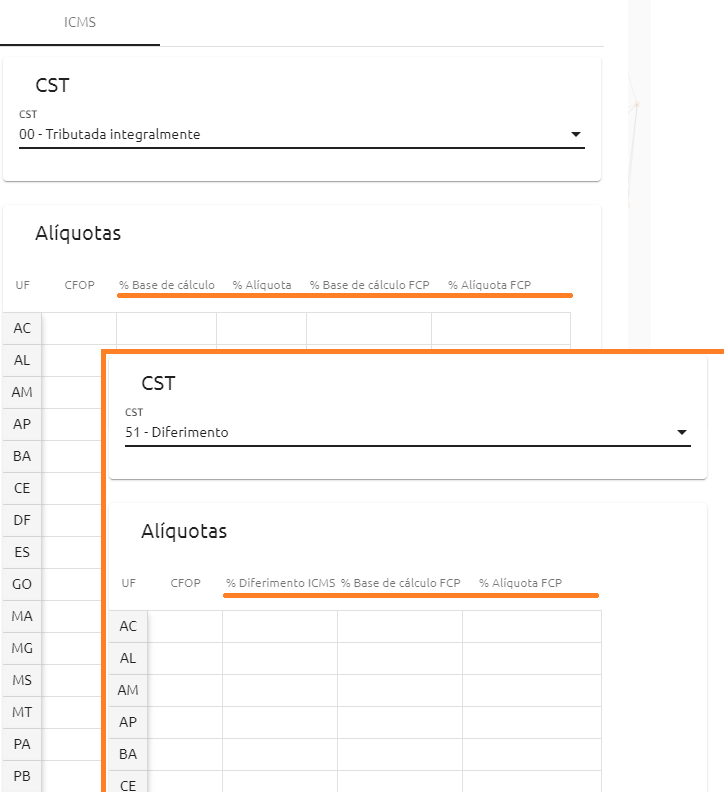 ICMS
CST
CST
00 - Tributada integralmente
Alíquotas
UF CFOP % Base de cálculo % Alíquota % Base de cálculo FCP % Alíquota FCP
AC
AL
AM
AP
BA
CE
DF
ES
GO
MA
MG
MS
MT
PA
PB
CST
CST
51 - Diferimento
Alíquotas
UF CFOP % Diferimento ICMS % Base de cálculo FCP % Alíquota FCP
AC
AL
AM
AP
BA
CE